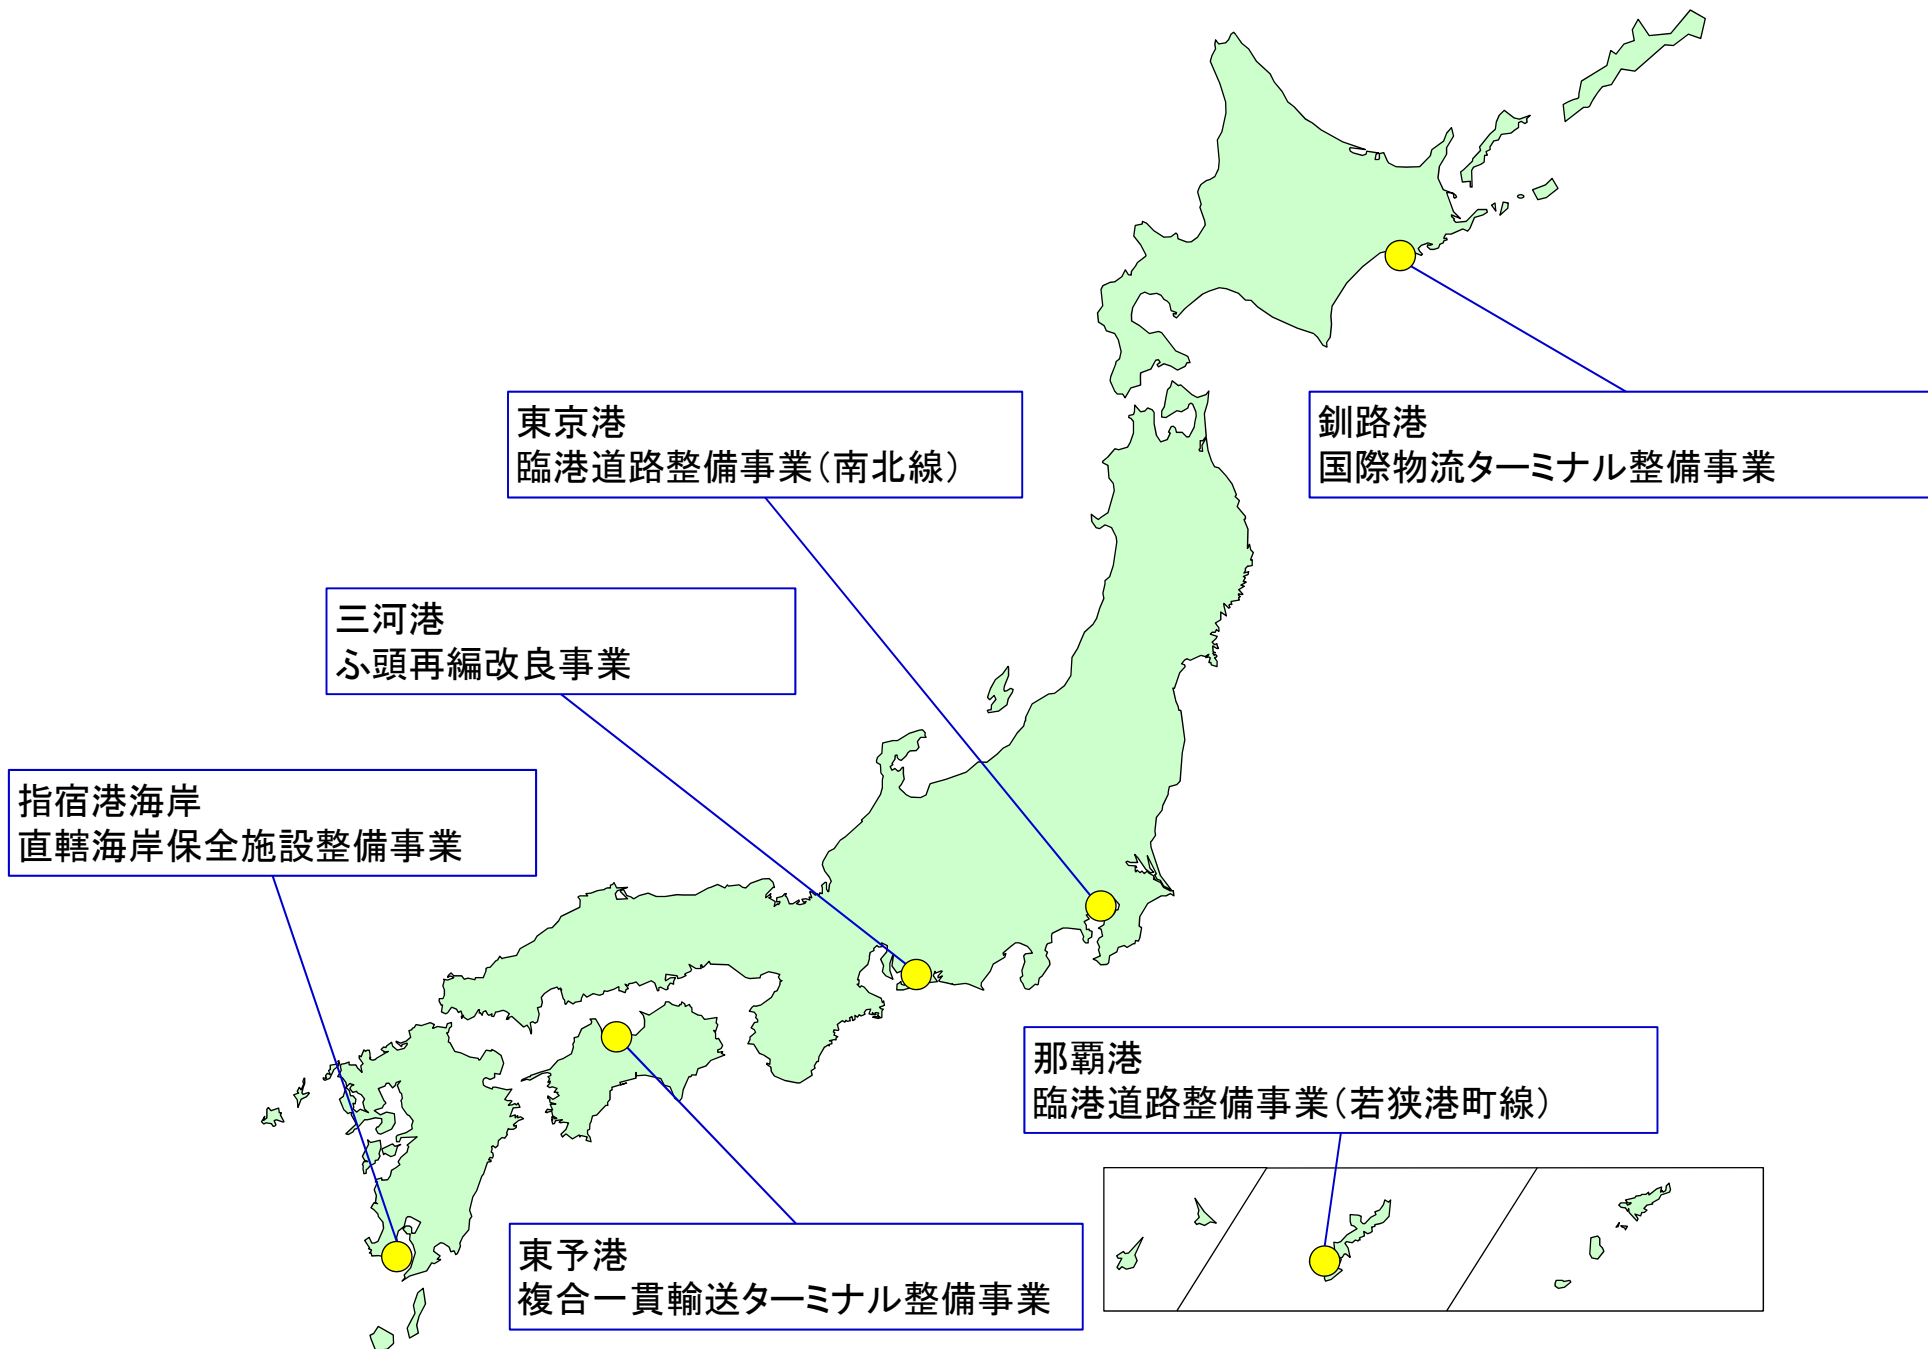 東京港
臨港道路整備事業（南北線）
釧路港
国際物流ターミナル整備事業
三河港
ふ頭再編改良事業
指宿港海岸
直轄海岸保全施設整備事業
那覇港
臨港道路整備事業（若狭港町線）
東予港
複合一貫輸送ターミナル整備事業